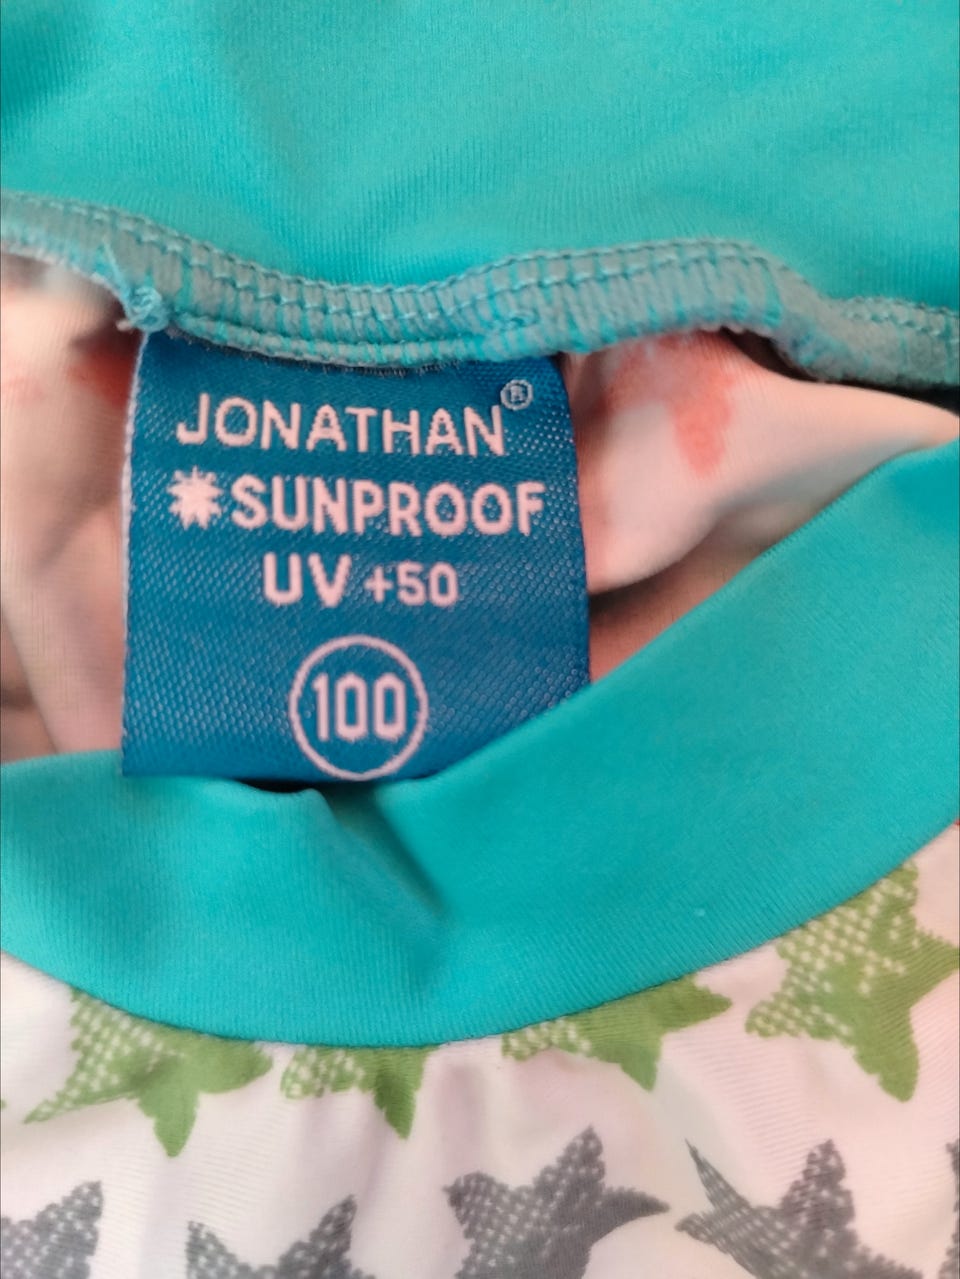 JONATHAN®
SUNPROOF
UV +50
100